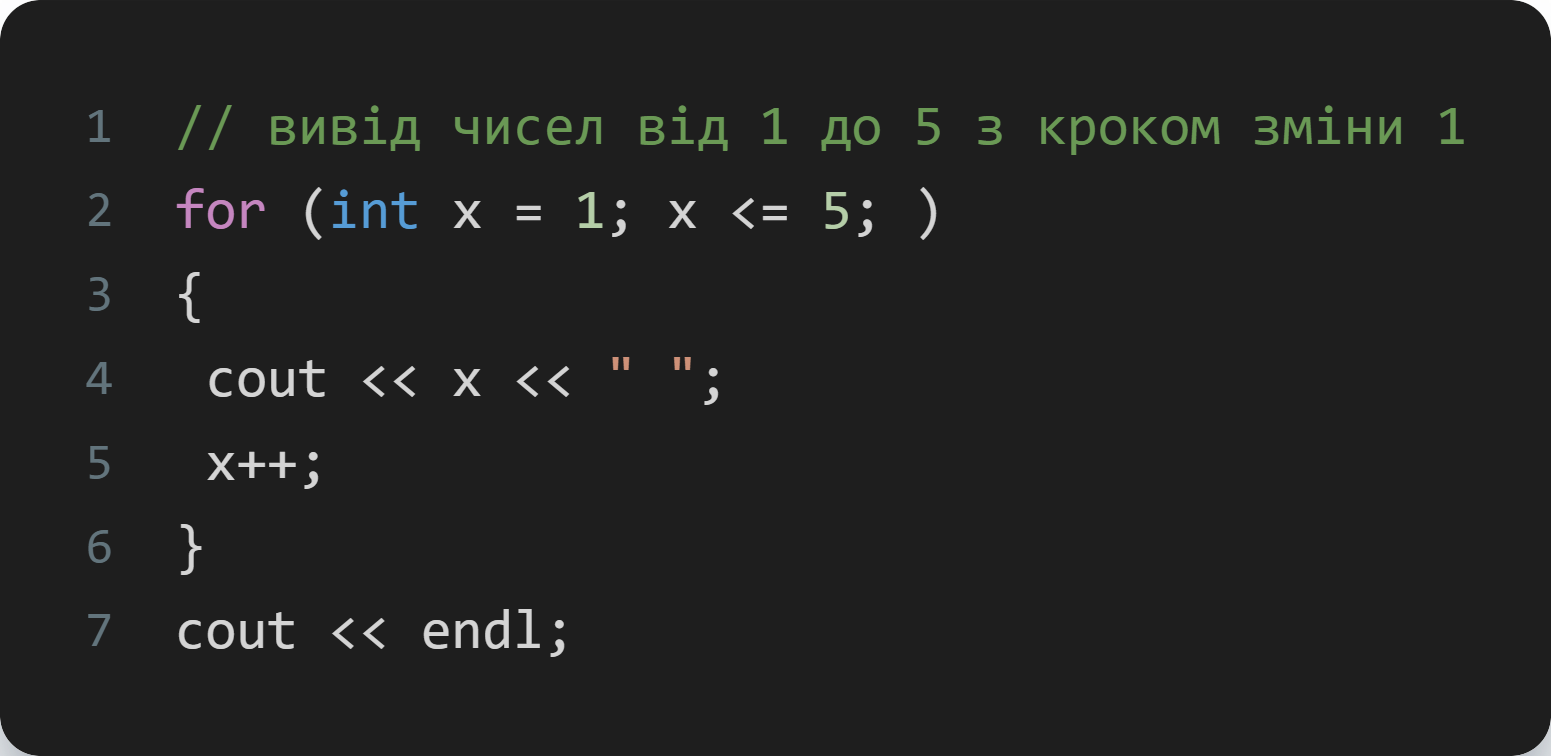 1 // вивід чисел від 1 до 5 з кроком зміни 1
2 for (int x = 1; x <= 5; )
3 {
4  cout << x << " ";
5  x++;
6 }
7 cout << endl;